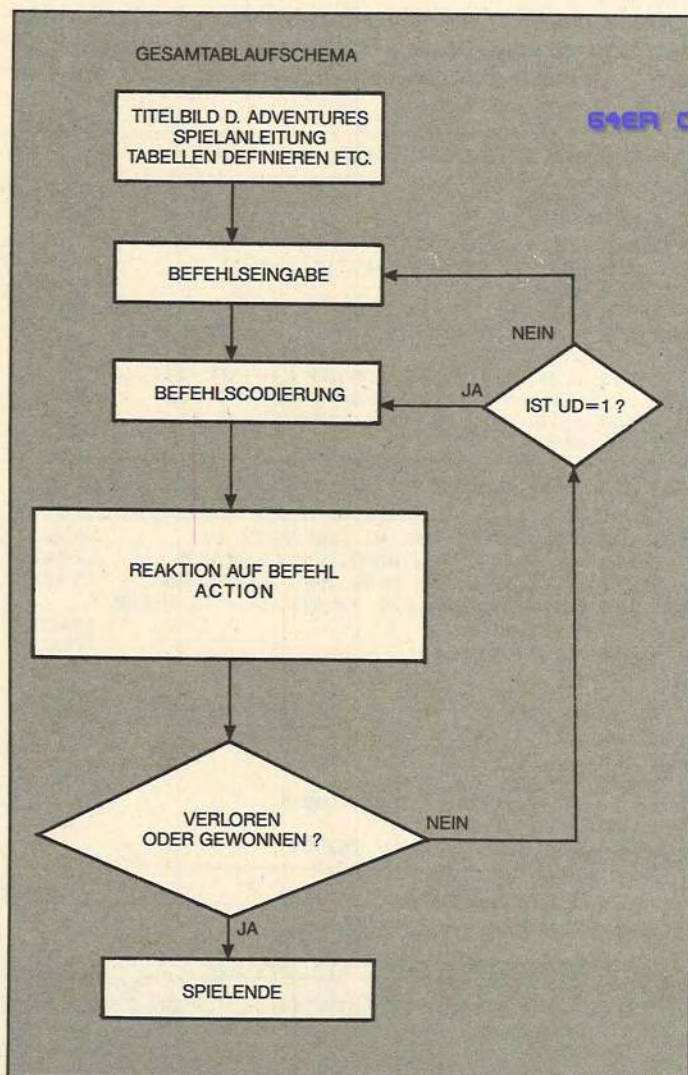 GESAMTABLAUFSCHEMA
TITELBILD D. ADVENTURES
SPIELANLEITUNG
TABELLEN DEFINIEREN ETC.
64ER
BEFEHLSEINGABE
NEIN
BEFEHLSCODIERUNG
JA
IST UD=1 ?
REAKTION AUF BEFEHL
ACTION
VERLOREN
ODER GEWONNEN ?
NEIN
JA
SPIELENDE